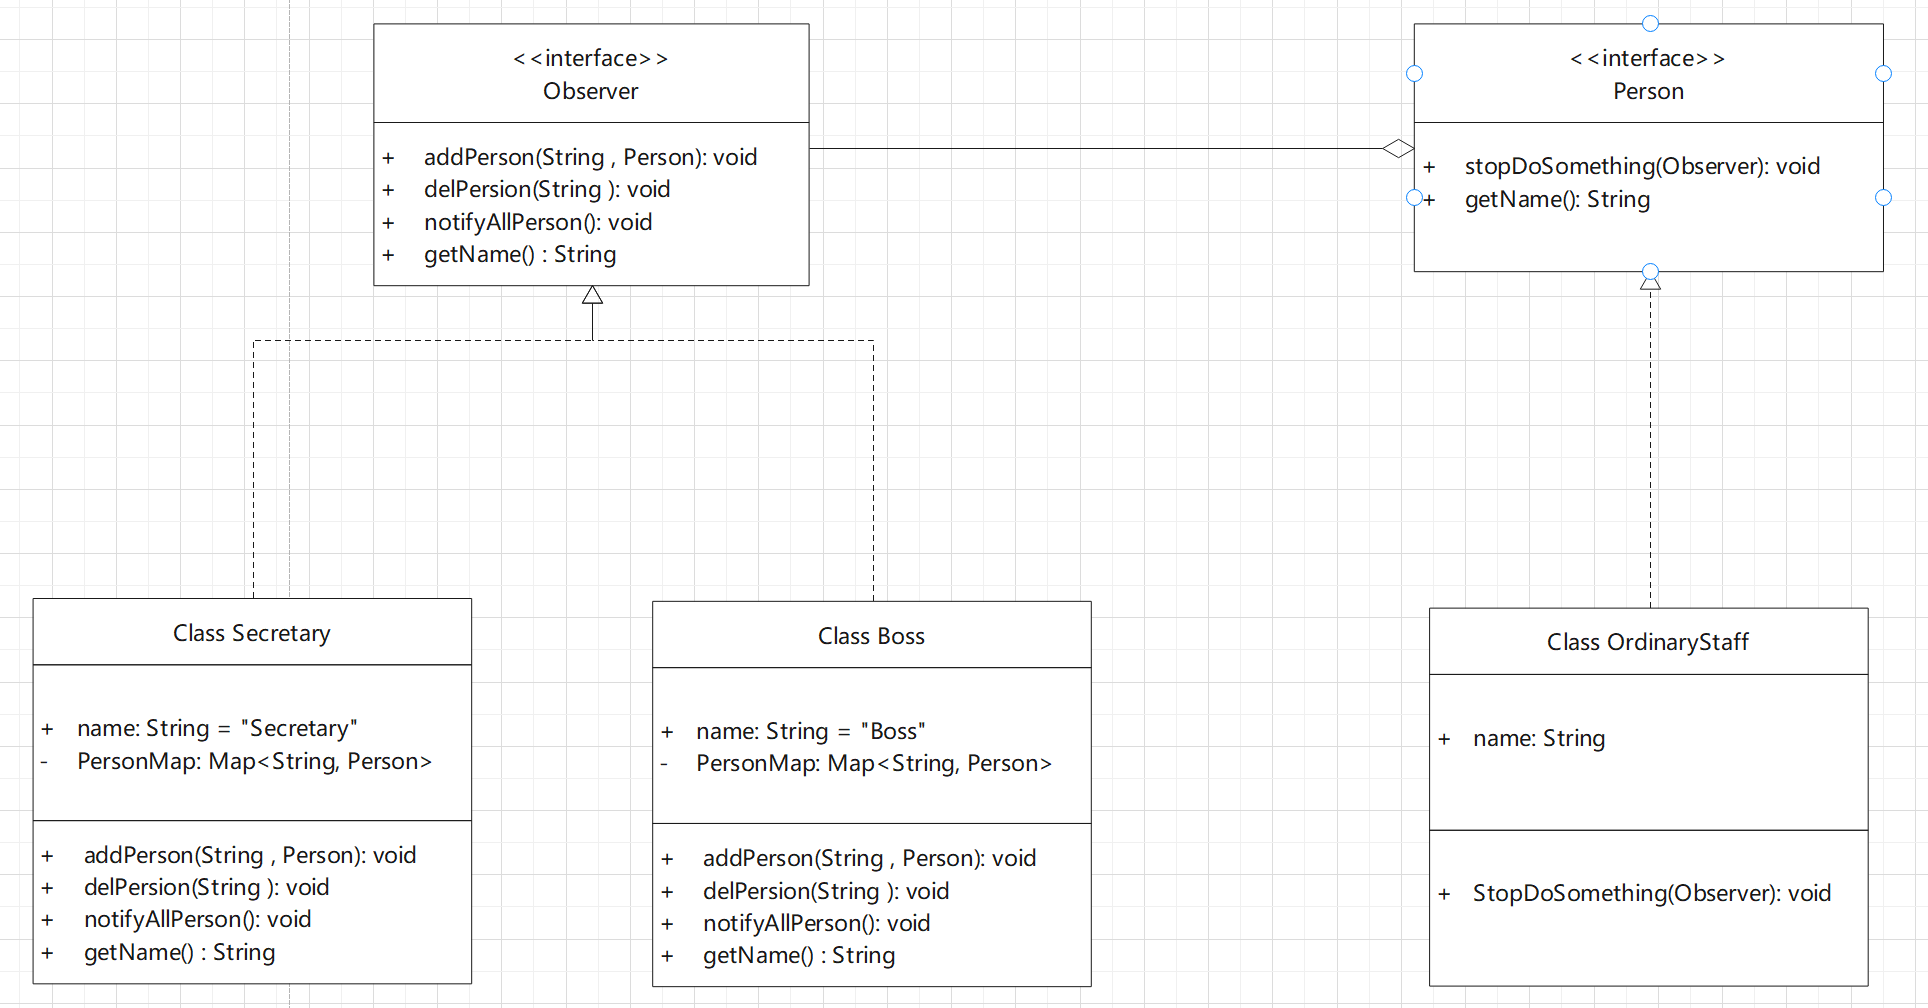 <<interface>>
Observer
+ addPerson(String , Person): void
+ delPersion(String ): void
+ notifyAllPerson(): void
+ getName() : String
<<interface>>
Person
+ stopDoSomething(Observer): void
+ getName(): String
Class Secretary
+ name: String = "Secretary"
- PersonMap: Map<String, Person>
+ addPerson(String , Person): void
+ delPersion(String ): void
+ notifyAllPerson(): void
+ getName() : String
Class Boss
+ name: String = "Boss"
- PersonMap: Map<String, Person>
+ addPerson(String , Person): void
+ delPersion(String ): void
+ notifyAllPerson(): void
+ getName() : String
Class OrdinaryStaff
+ name: String
+ StopDoSomething(Observer): void